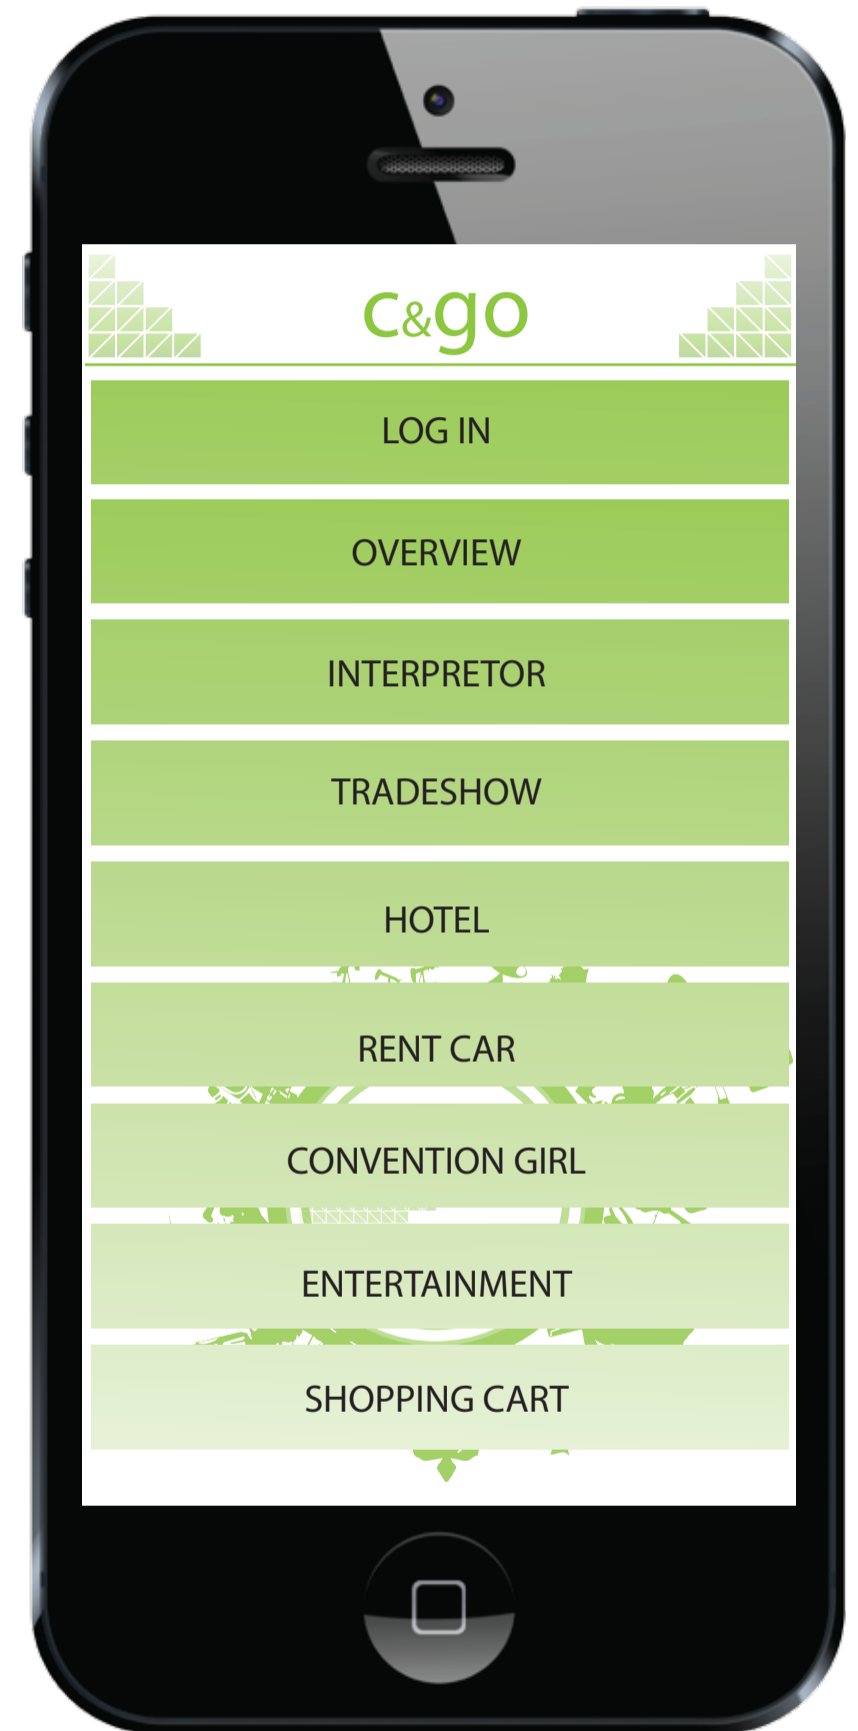 c&go
LOG IN
OVERVIEW
INTERPRETOR
TRADESHOW
HOTEL
RENT CAR
CONVENTION GIRL
ENTERTAINMENT
SHOPPING CART